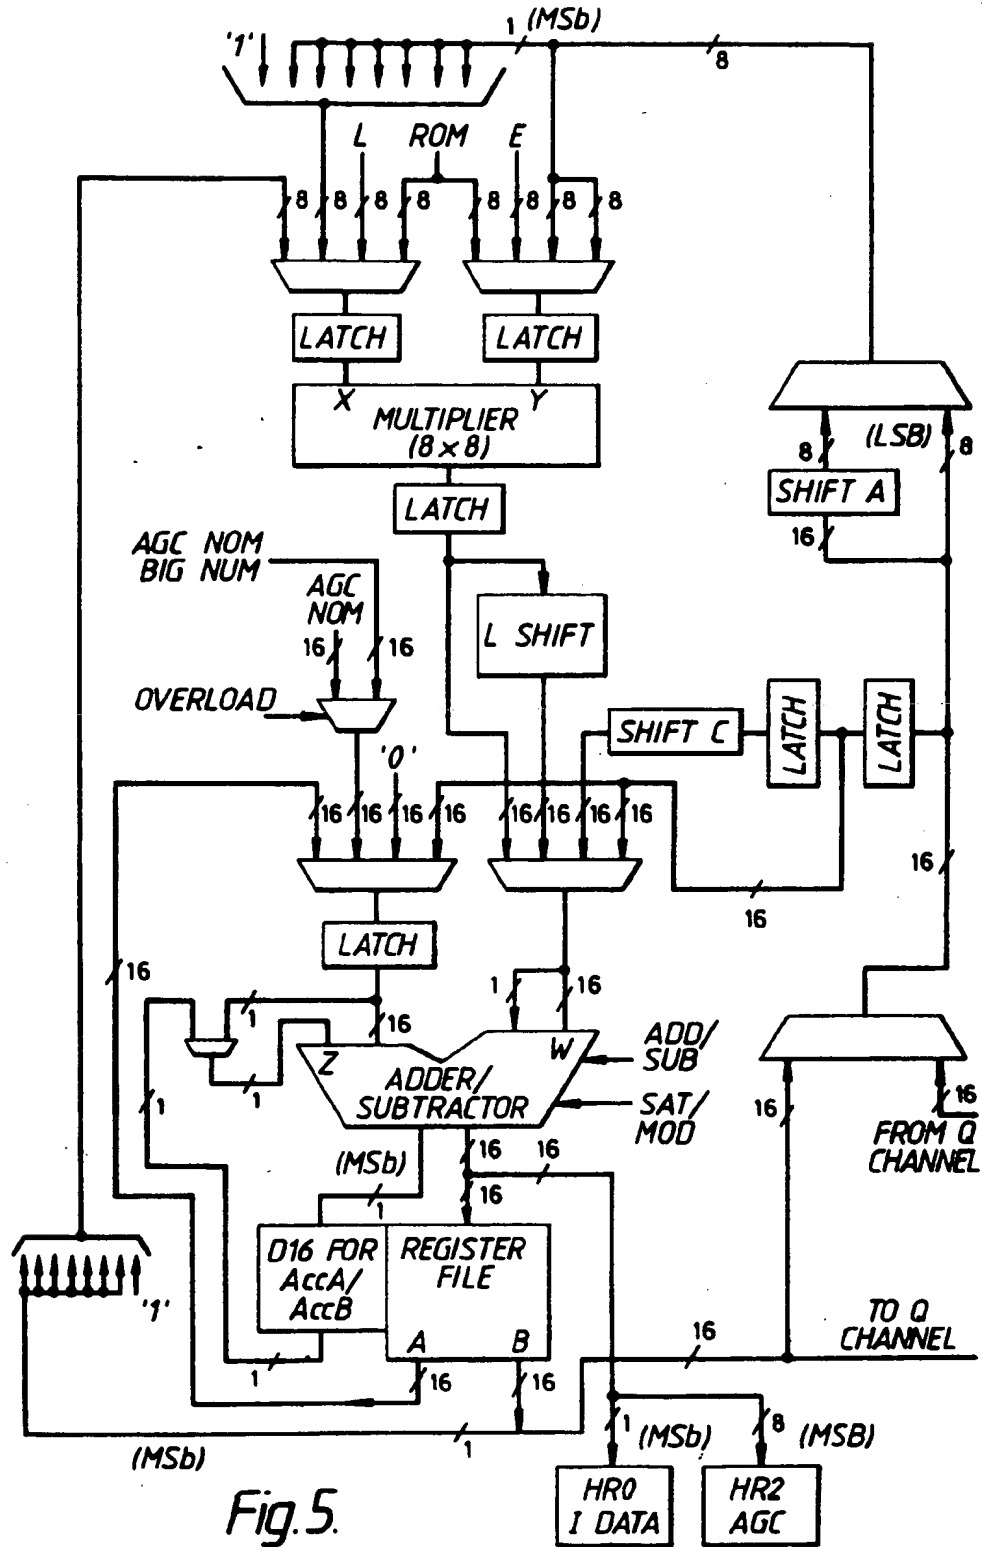 1 (MSb)
'1'
8
L ROM E
8 8 8 8 8 8 8 8
LATCH LATCH
X Y
MULTIPLIER
(8 x 8)
(LSB)
8 8
SHIFT A
16
LATCH
AGC NOM
BIG NUM
AGC
NOM
16 16
L SHIFT
OVERLOAD
SHIFT C
LATCH
LATCH
'0'
16 16 16 16 16 16 16 16
16
16
LATCH
16
1
16
1 16
Z W
ADD/
SUB
ADDER/
SUBTRACTOR
1
1
SAT/
MOD
16 16
FROM Q
CHANNEL
(MSb)
1
16
16
16
D16 FOR
AccA/
AccB
REGISTER
FILE
A B
'1'
TO Q
CHANNEL
16
1
16 16
(MSb)
1
1
(MSb)
8
(MSB)
HR0
I DATA
HR2
AGC
Fig. 5.